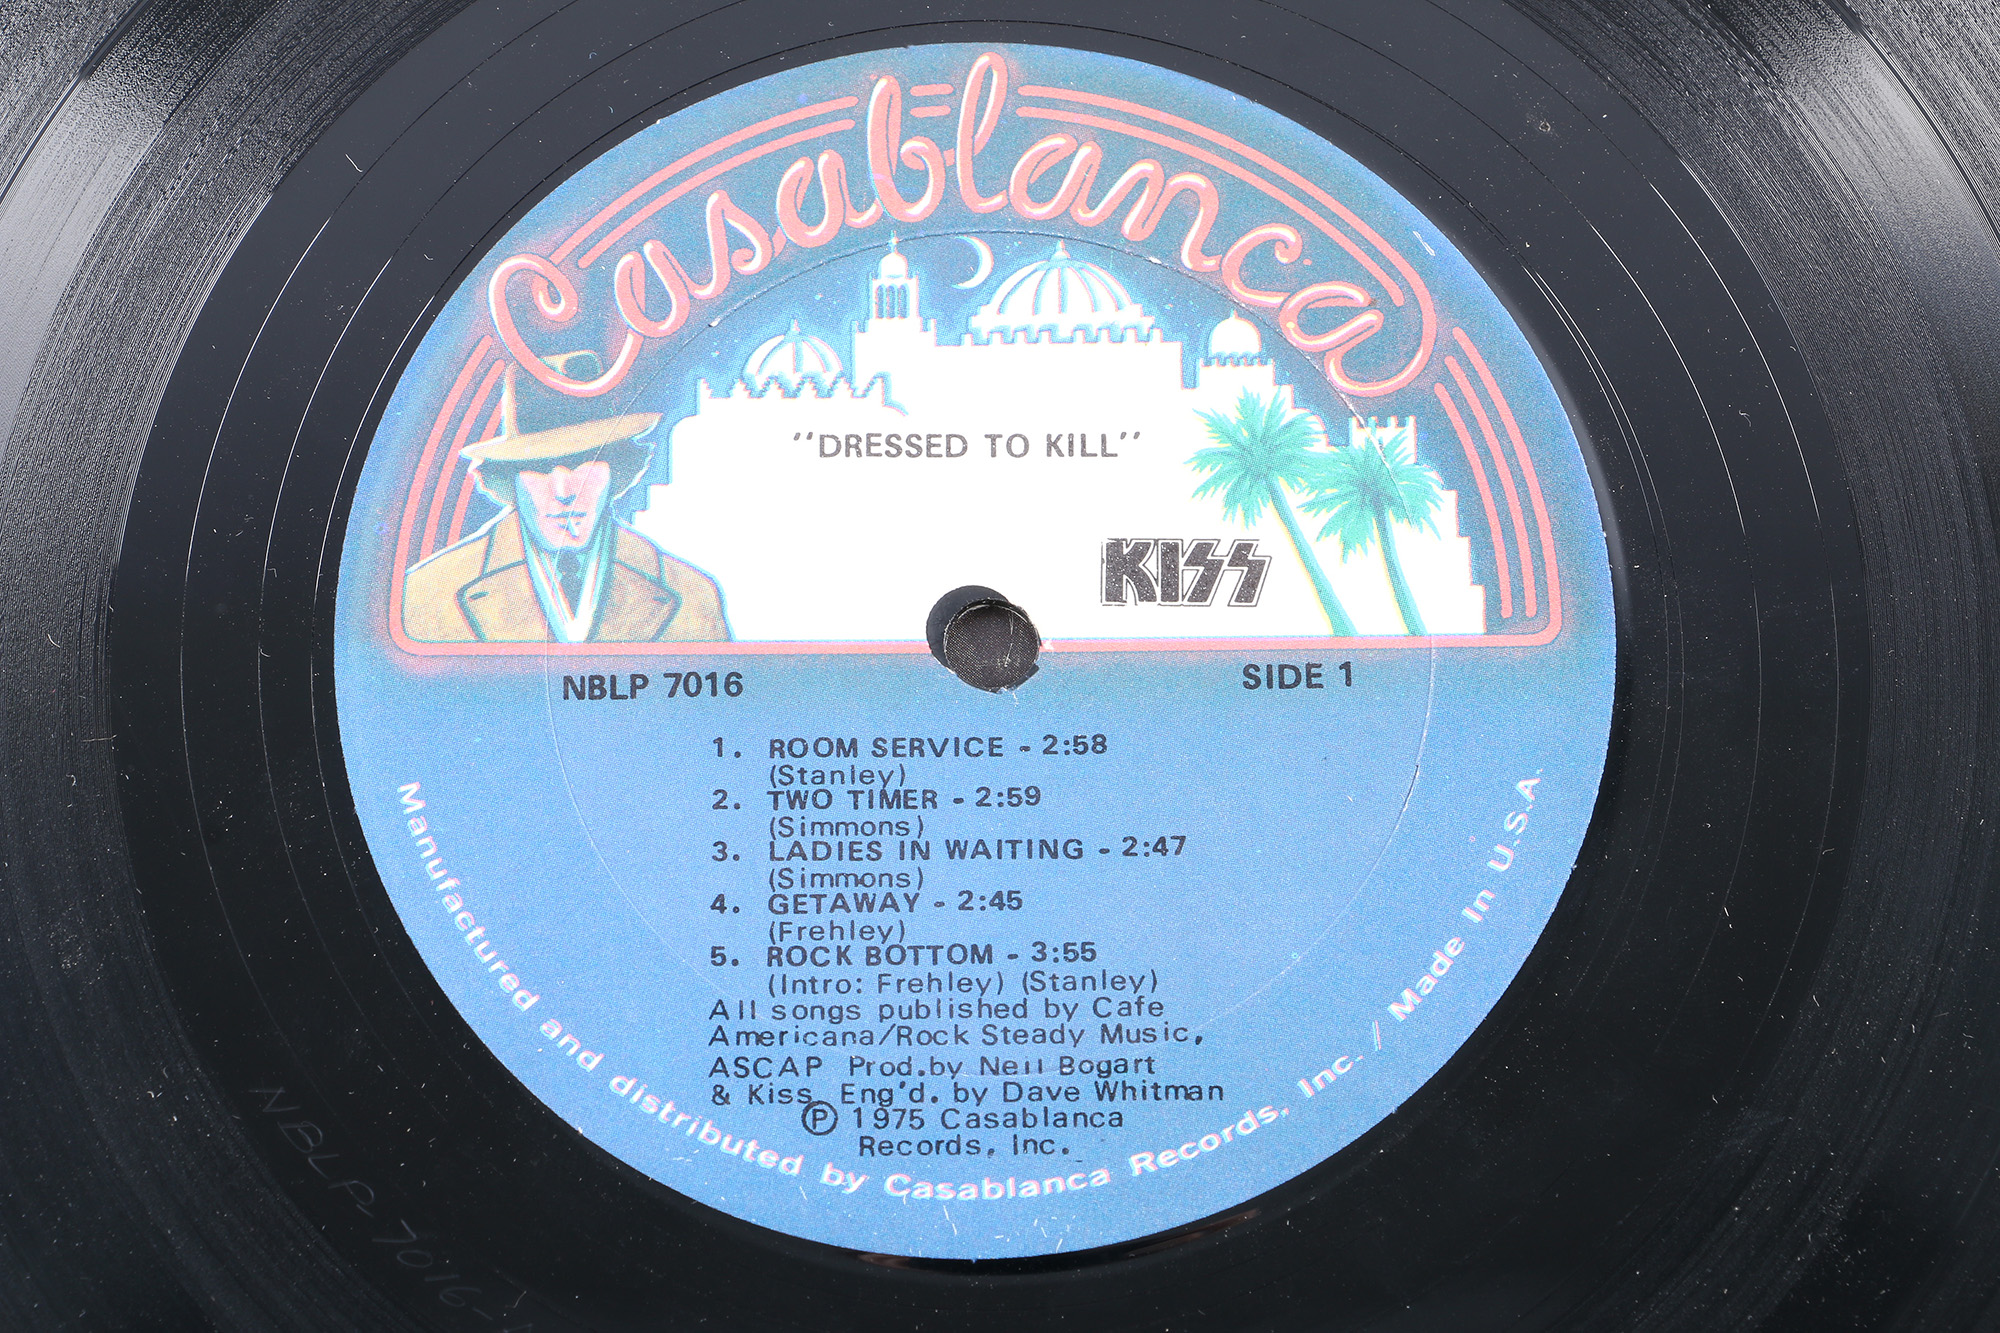 Casablanca
"DRESSED TO KILL"
KISS
NBLP 7016
SIDE 1
1. ROOM SERVICE - 2:58
(Stanley)
2. TWO TIMER - 2:59
(Simmons)
3. LADIES IN WAITING - 2:47
(Simmons)
4. GETAWAY - 2:45
(Frehley)
5. ROCK BOTTOM - 3:55
(Intro: Frehley) (Stanley)
All songs published by Cafe
Americana/Rock Steady Music,
ASCAP Prod.by Neil Bogart
& Kiss, Eng'd. by Dave Whitman
Ⓟ 1975 Casablanca
Records, Inc.
Manufactured and distributed by Casablanca Records, Inc. / Made In U.S.A.
NBLP 7016